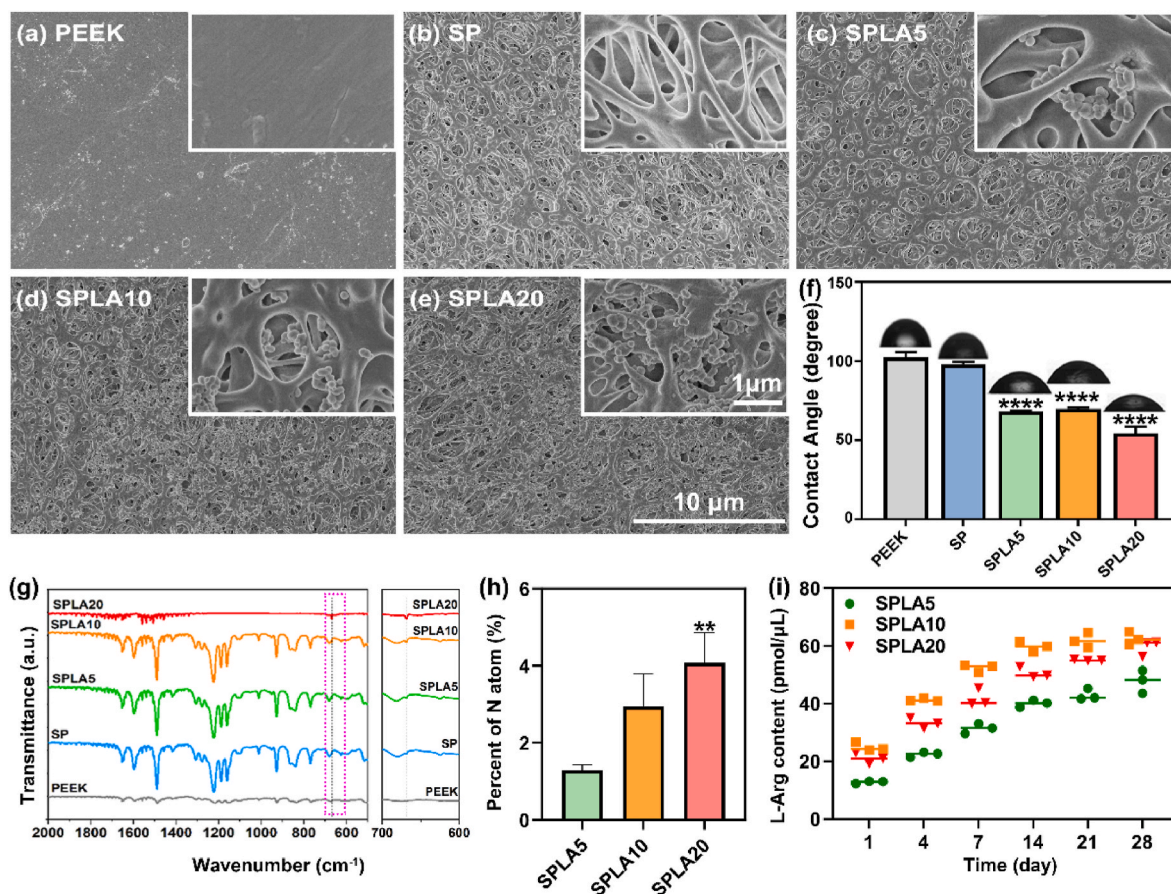 (a) PEEK
(b) SP
(c) SPLA5
(d) SPLA10
(e) SPLA20
1μm
10 μm
(f)
150
100
50
0
Contact Angle (degree)
****
****
****
PEEK
SP
SPLA5
SPLA10
SPLA20
(g)
Transmittance (a.u.)
SPLA20
SPLA10
SPLA5
SP
PEEK
SPLA20
SPLA10
SPLA5
SP
PEEK
2000 1800 1600 1400 1200 1000 800 600
700 600
Wavenumber (cm⁻¹)
(h)
6
4
2
0
Percent of N atom (%)
**
SPLA5
SPLA10
SPLA20
(i)
80
60
40
20
0
L-Arg content (pmol/μL)
SPLA5
SPLA10
SPLA20
1 4 7 14 21 28
Time (day)